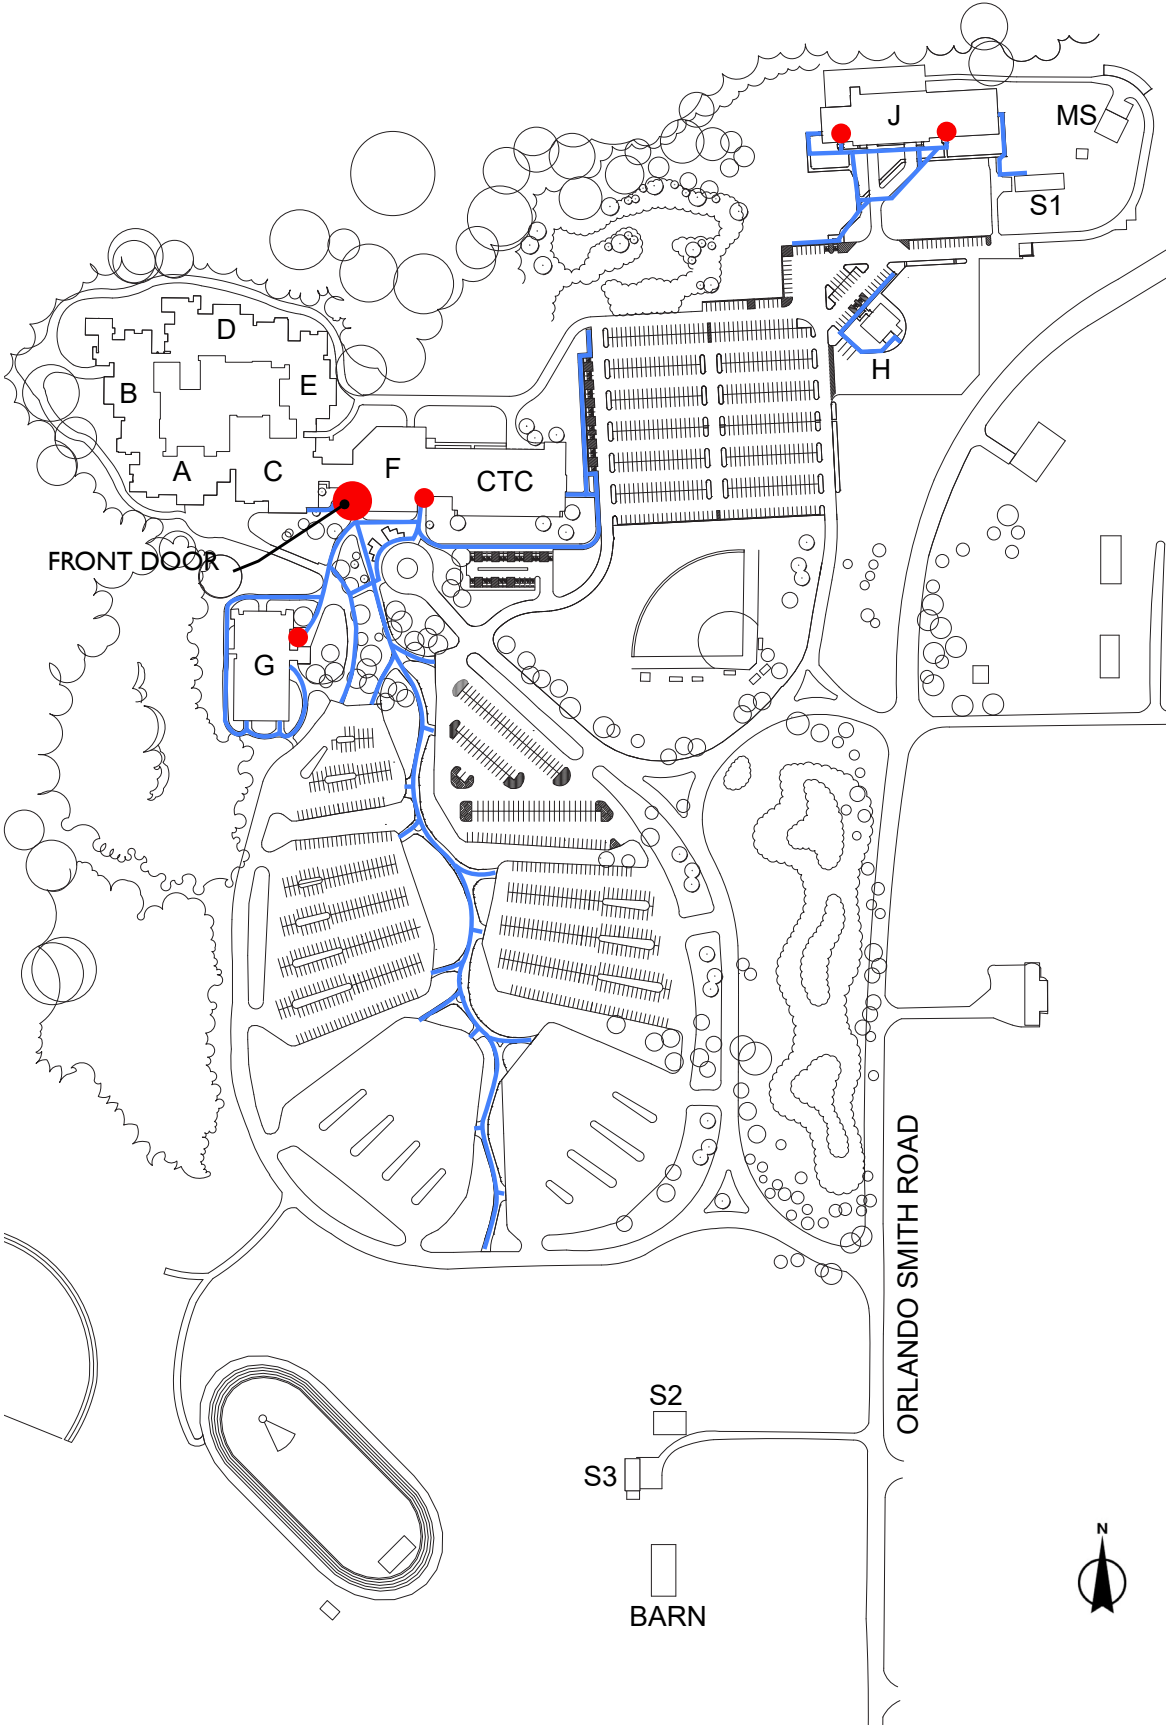 J
MS
S1
D
H
B
E
A
C
F
CTC
FRONT DOOR
G
ORLANDO SMITH ROAD
S2
S3
N
BARN